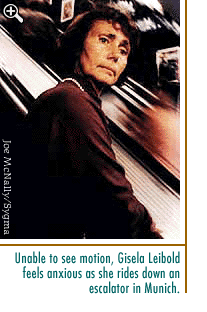 Joe McNally/Sygma
Unable to see motion, Gisela Leibold
feels anxious as she rides down an
escalator in Munich.